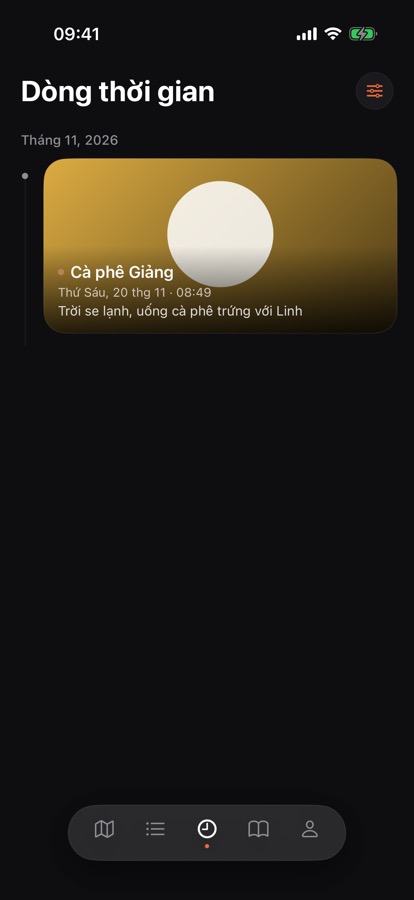 09:41
Dòng thời gian
Tháng 11, 2026
Cà phê Giảng
Thứ Sáu, 20 thg 11 · 08:49
Trời se lạnh, uống cà phê trứng với Linh